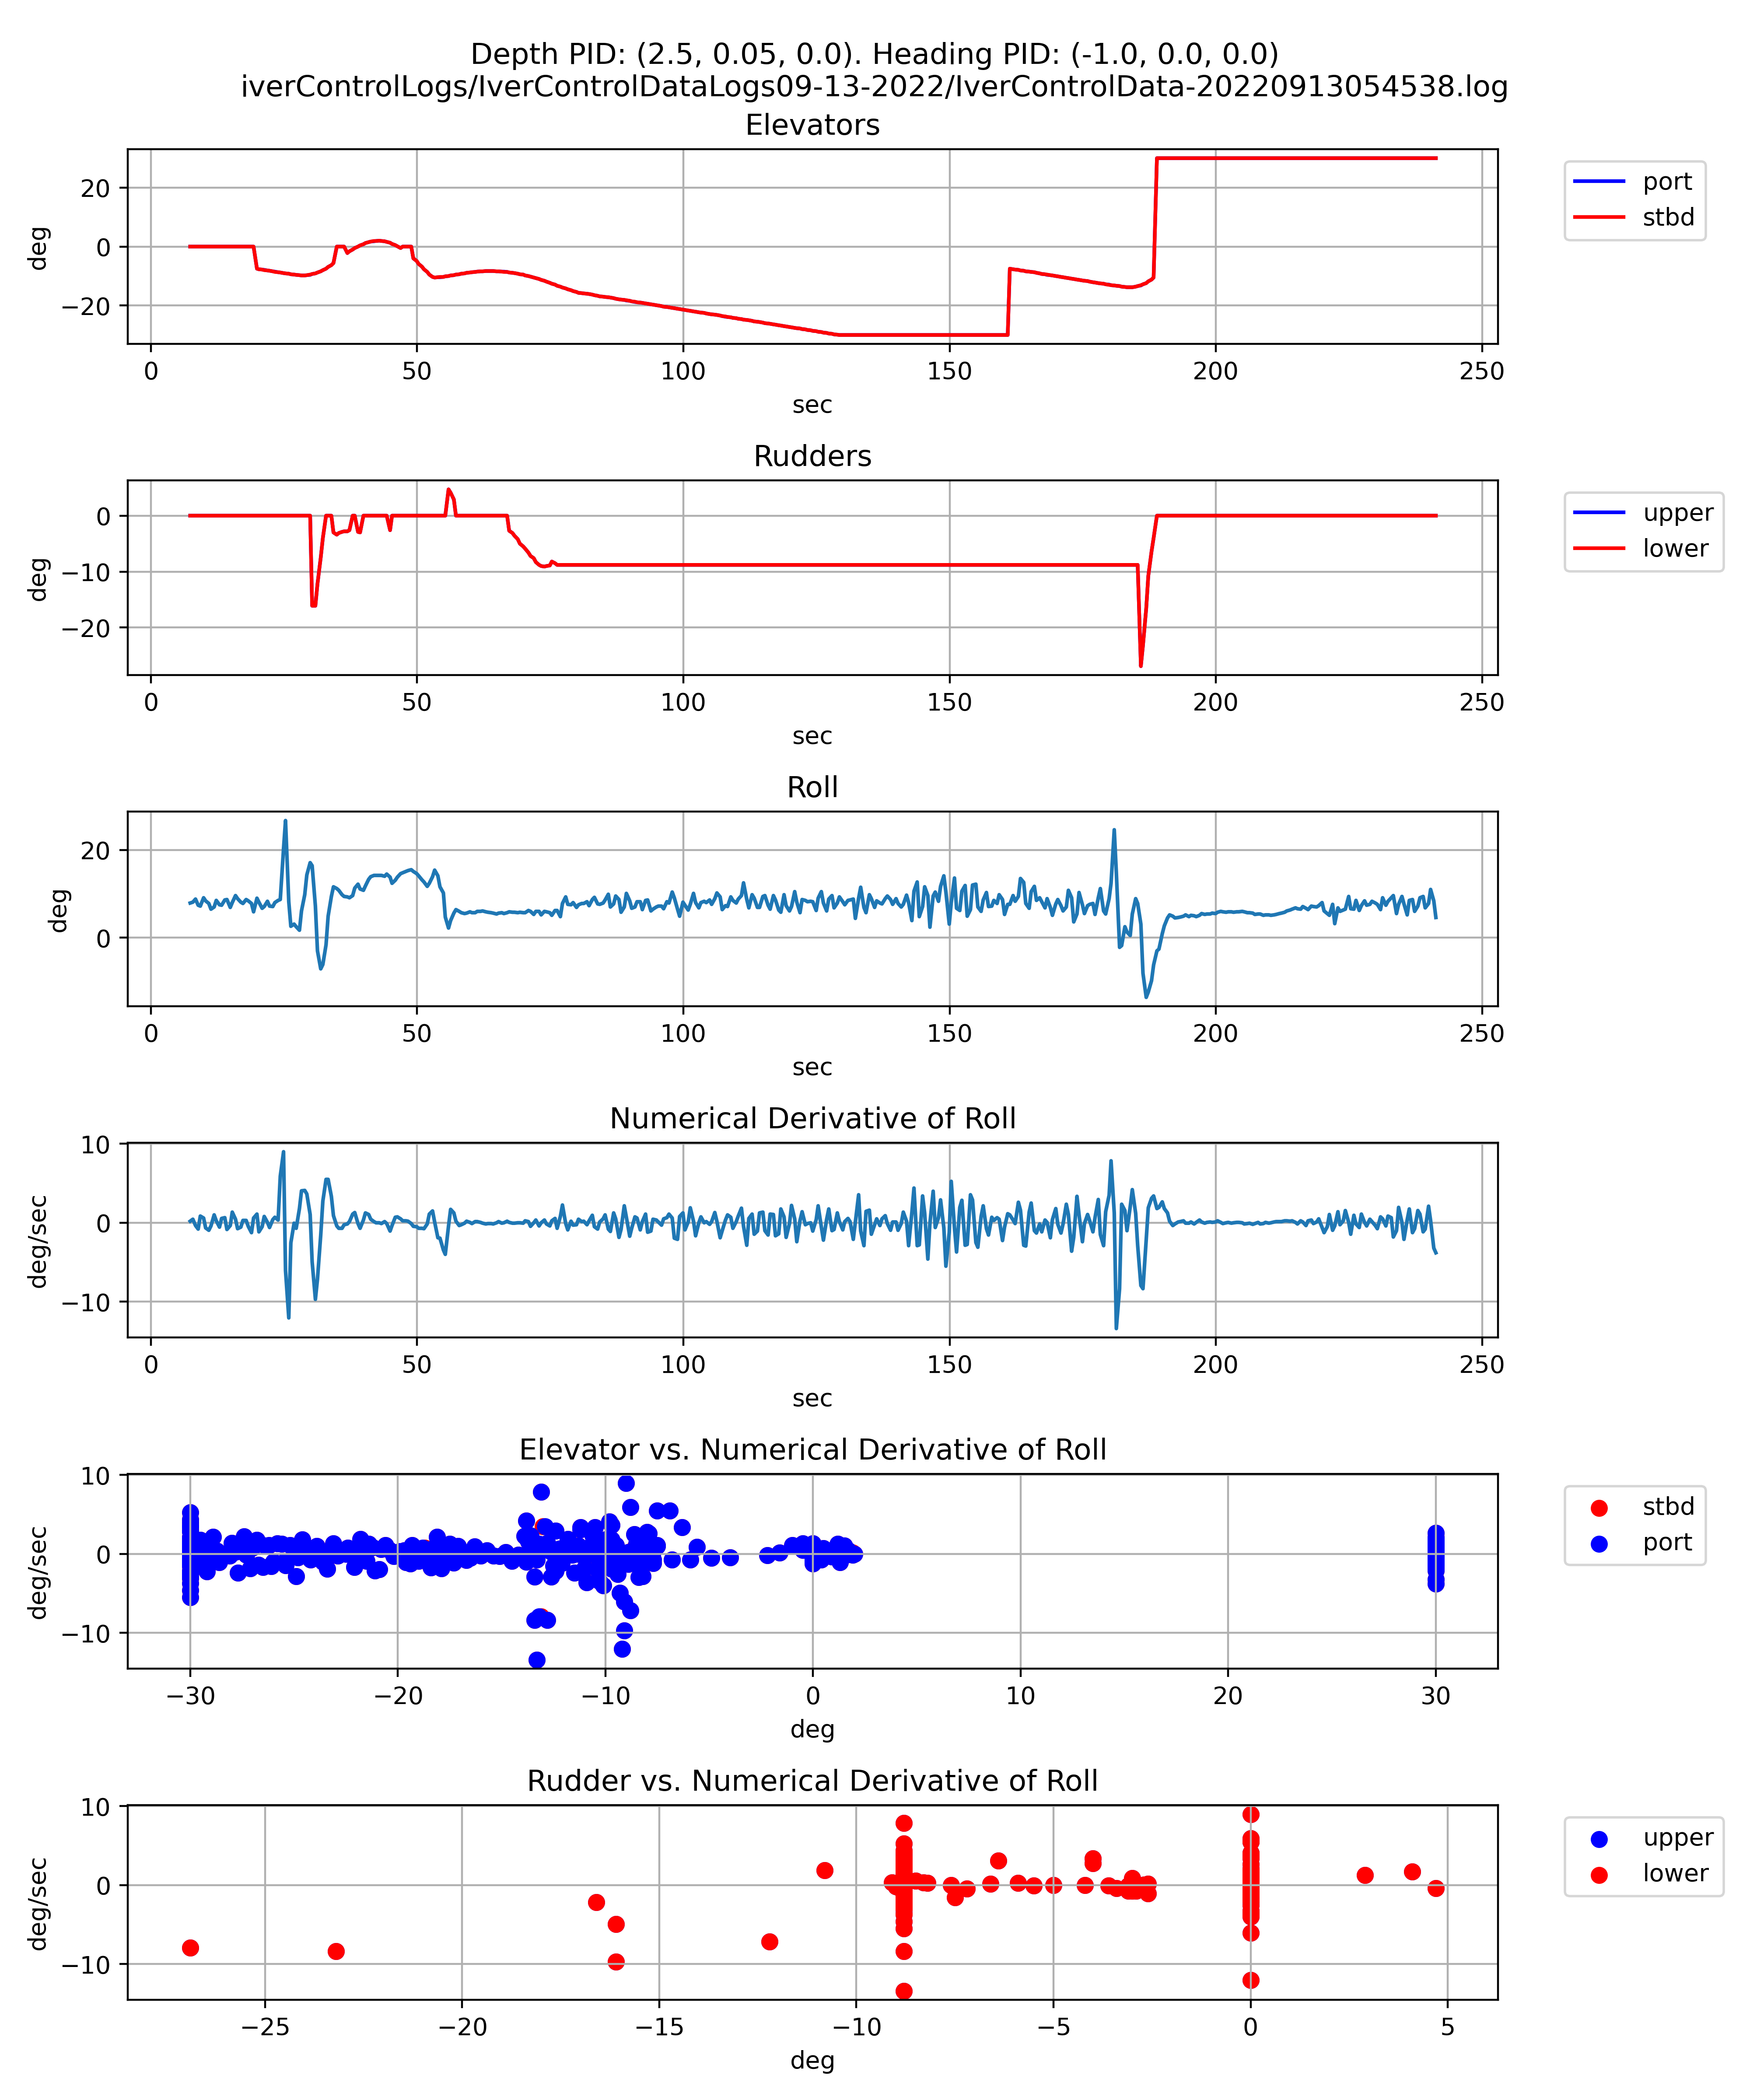 Depth PID: (2.5, 0.05, 0.0). Heading PID: (-1.0, 0.0, 0.0)
iverControlLogs/IverControlDataLogs09-13-2022/IverControlData-20220913054538.log
Elevators
20
0
−20
deg
0 50 100 150 200 250
sec
port
stbd
Rudders
0
−10
−20
deg
0 50 100 150 200 250
sec
upper
lower
Roll
20
0
deg
0 50 100 150 200 250
sec
Numerical Derivative of Roll
10
0
−10
deg/sec
0 50 100 150 200 250
sec
Elevator vs. Numerical Derivative of Roll
10
0
−10
deg/sec
−30 −20 −10 0 10 20 30
deg
stbd
port
Rudder vs. Numerical Derivative of Roll
10
0
−10
deg/sec
−25 −20 −15 −10 −5 0 5
deg
upper
lower